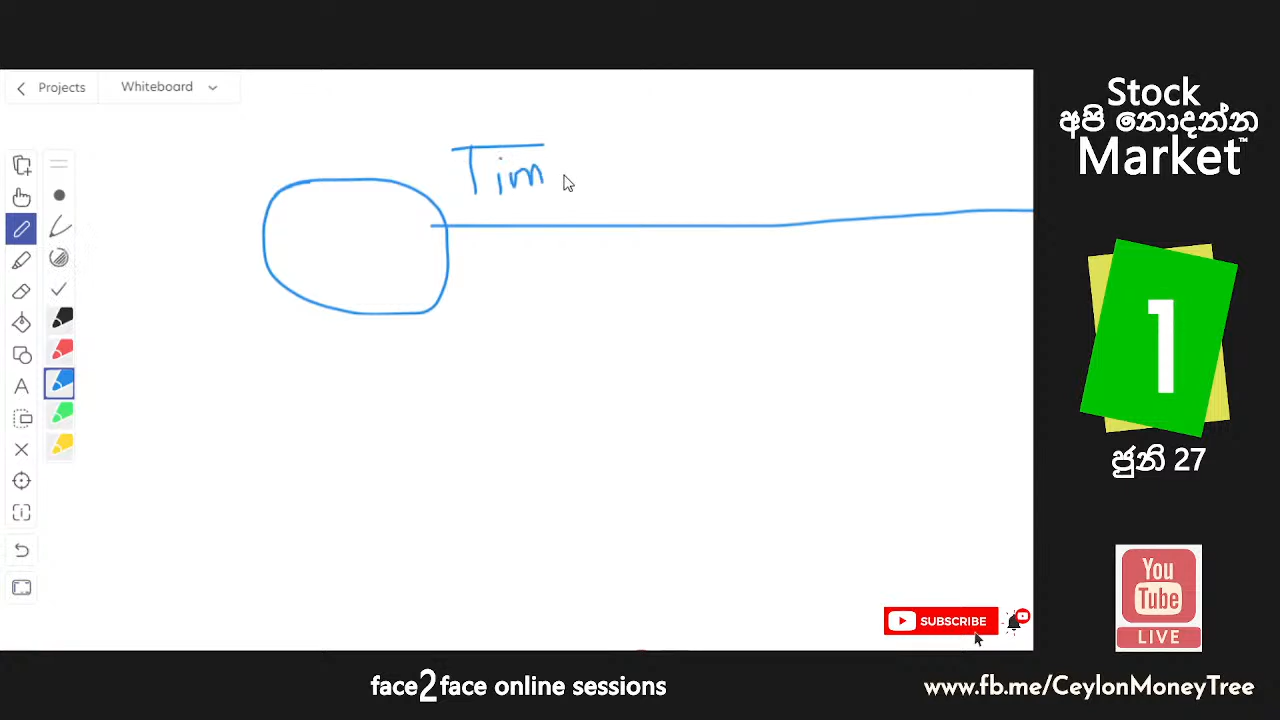 Projects
Whiteboard
Tim
Stock
අපි නොදන්න
Market™
1
ජුනි 27
You
Tube
LIVE
SUBSCRIBE
face2face online sessions
www.fb.me/CeylonMoneyTree